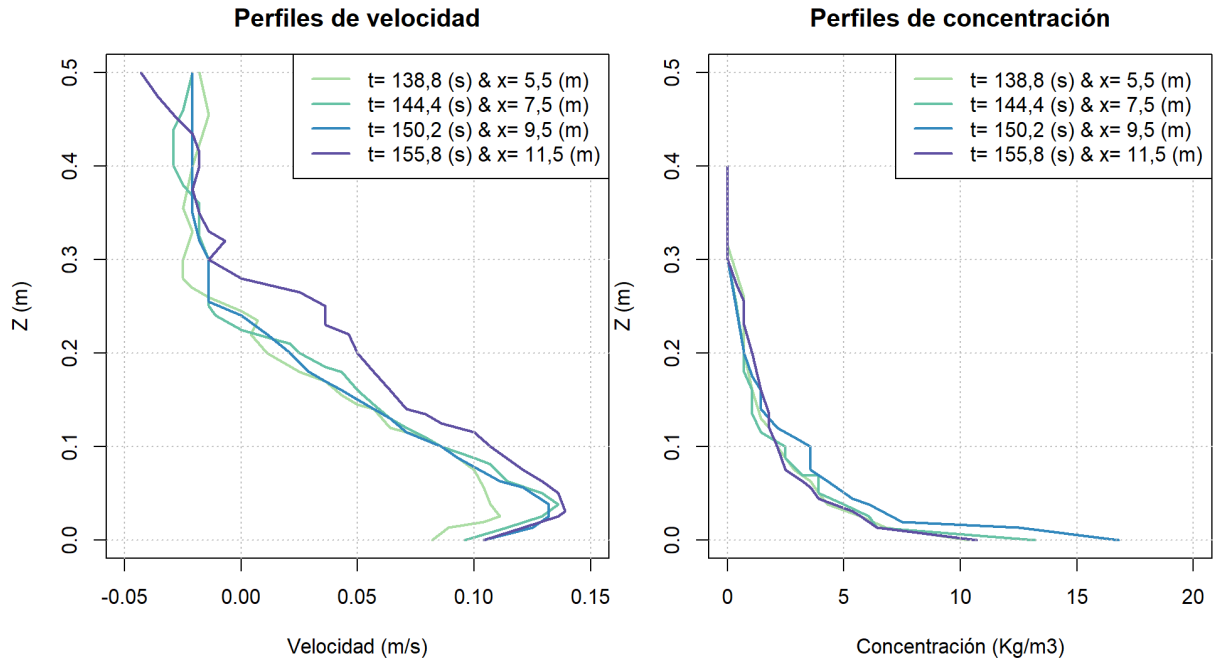 Perfiles de velocidad
t= 138,8 (s) & x= 5,5 (m)
t= 144,4 (s) & x= 7,5 (m)
t= 150,2 (s) & x= 9,5 (m)
t= 155,8 (s) & x= 11,5 (m)
Z (m)
0.5
0.4
0.3
0.2
0.1
0.0
-0.05 0.00 0.05 0.10 0.15
Velocidad (m/s)
Perfiles de concentración
t= 138,8 (s) & x= 5,5 (m)
t= 144,4 (s) & x= 7,5 (m)
t= 150,2 (s) & x= 9,5 (m)
t= 155,8 (s) & x= 11,5 (m)
Z (m)
0.5
0.4
0.3
0.2
0.1
0.0
0 5 10 15 20
Concentración (Kg/m3)